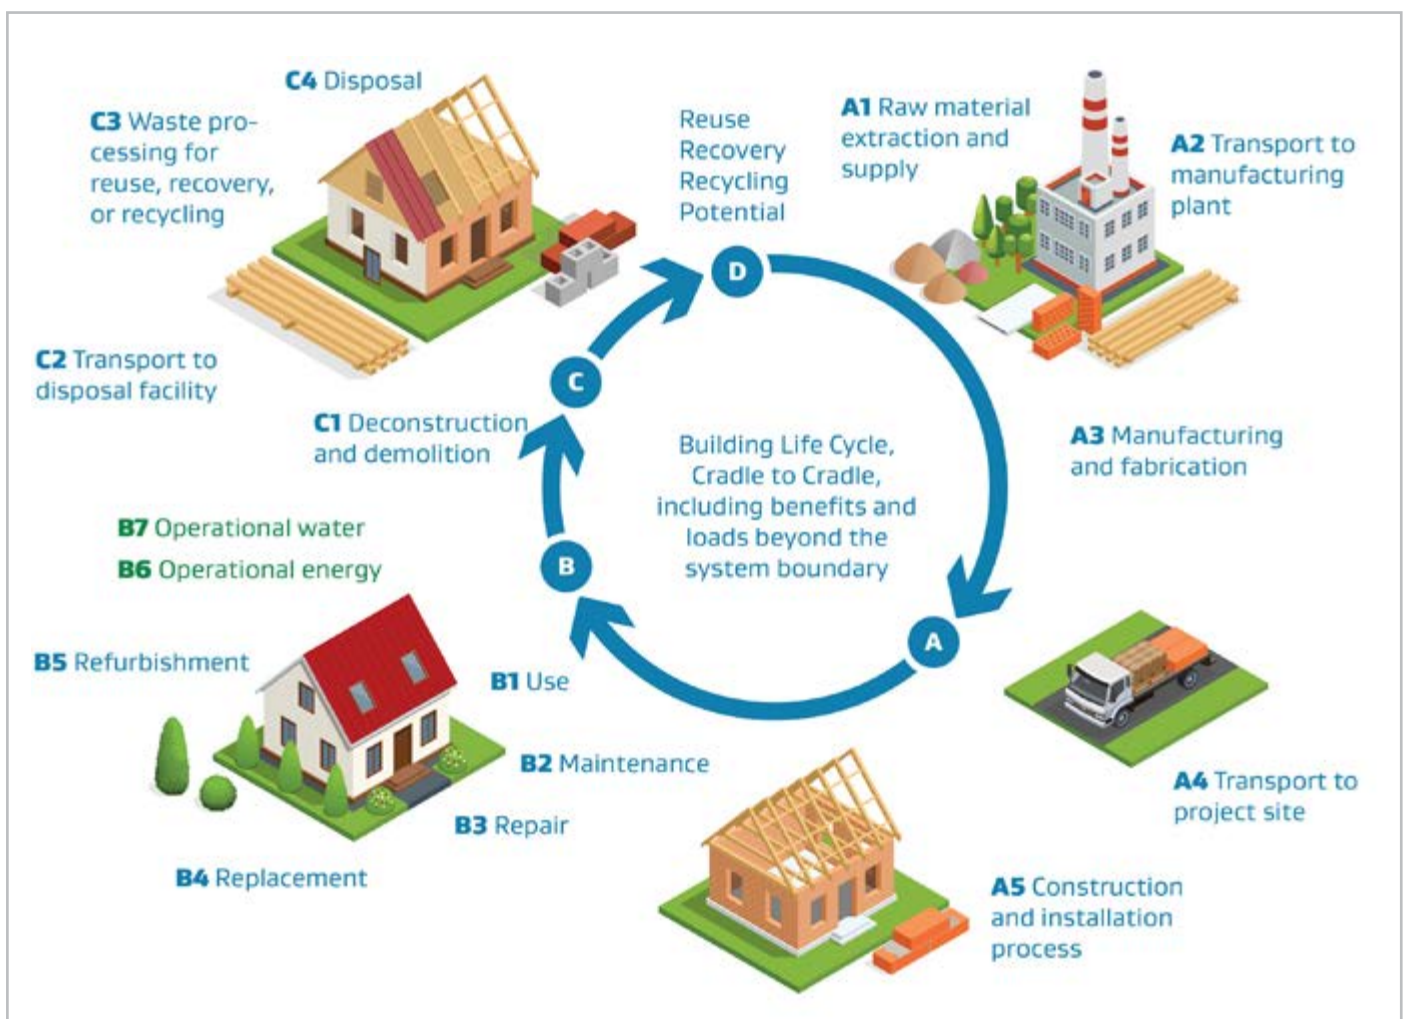 C4 Disposal
C3 Waste pro-
cessing for
reuse, recovery,
or recycling
C2 Transport to
disposal facility
C1 Deconstruction
and demolition
Reuse
Recovery
Recycling
Potential
D
A1 Raw material
extraction and
supply
A2 Transport to
manufacturing
plant
A3 Manufacturing
and fabrication
C
Building Life Cycle,
Cradle to Cradle,
including benefits and
loads beyond the
system boundary
B
A
B7 Operational water
B6 Operational energy
B5 Refurbishment
B1 Use
B2 Maintenance
B3 Repair
B4 Replacement
A4 Transport to
project site
A5 Construction
and installation
process